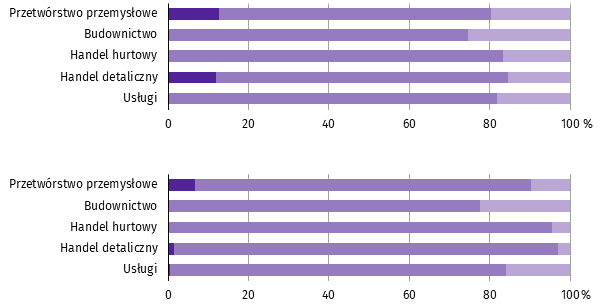 Przetwórstwo przemysłowe
Budownictwo
Handel hurtowy
Handel detaliczny
Usługi
0 20 40 60 80 100 %
Przetwórstwo przemysłowe
Budownictwo
Handel hurtowy
Handel detaliczny
Usługi
0 20 40 60 80 100%